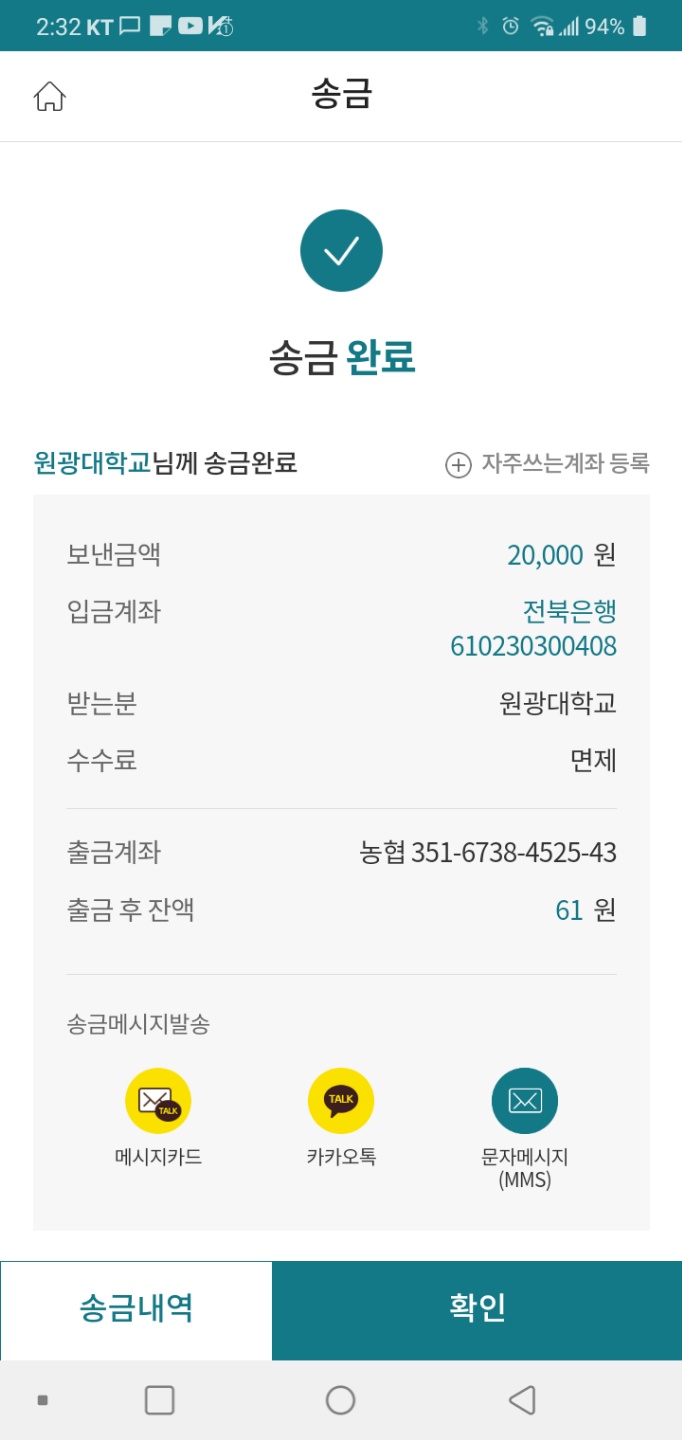 2:32 KT 94%
송금
송금 완료
원광대학교님께 송금완료 자주쓰는계좌 등록
보낸금액 20,000 원
입금계좌 전북은행
610230300408
받는분 원광대학교
수수료 면제
출금계좌 농협 351-6738-4525-43
출금 후 잔액 61 원
송금메시지발송
TALK TALK
메시지카드 카카오톡 문자메시지
(MMS)
송금내역 확인